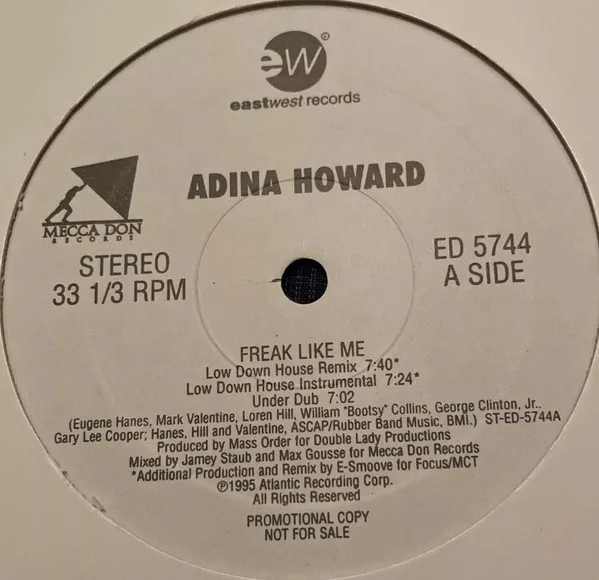 ew©
eastwest records
ADINA HOWARD
MECCA DON
RECORDS
STEREO
33 1/3 RPM
ED 5744
A SIDE
FREAK LIKE ME
Low Down House Remix 7:40*
Low Down House Instrumental 7:24*
Under Dub 7:02
(Eugene Hanes, Mark Valentine, Loren Hill, William "Bootsy" Collins, George Clinton, Jr.,
Gary Lee Cooper; Hanes, Hill and Valentine, ASCAP/Rubber Band Music, BMI.) ST-ED-5744A
Produced by Mass Order for Double Lady Productions
Mixed by Jamey Staub and Max Gousse for Mecca Don Records
*Additional Production and Remix by E-Smoove for Focus/MCT
℗1995 Atlantic Recording Corp.
All Rights Reserved
PROMOTIONAL COPY
NOT FOR SALE